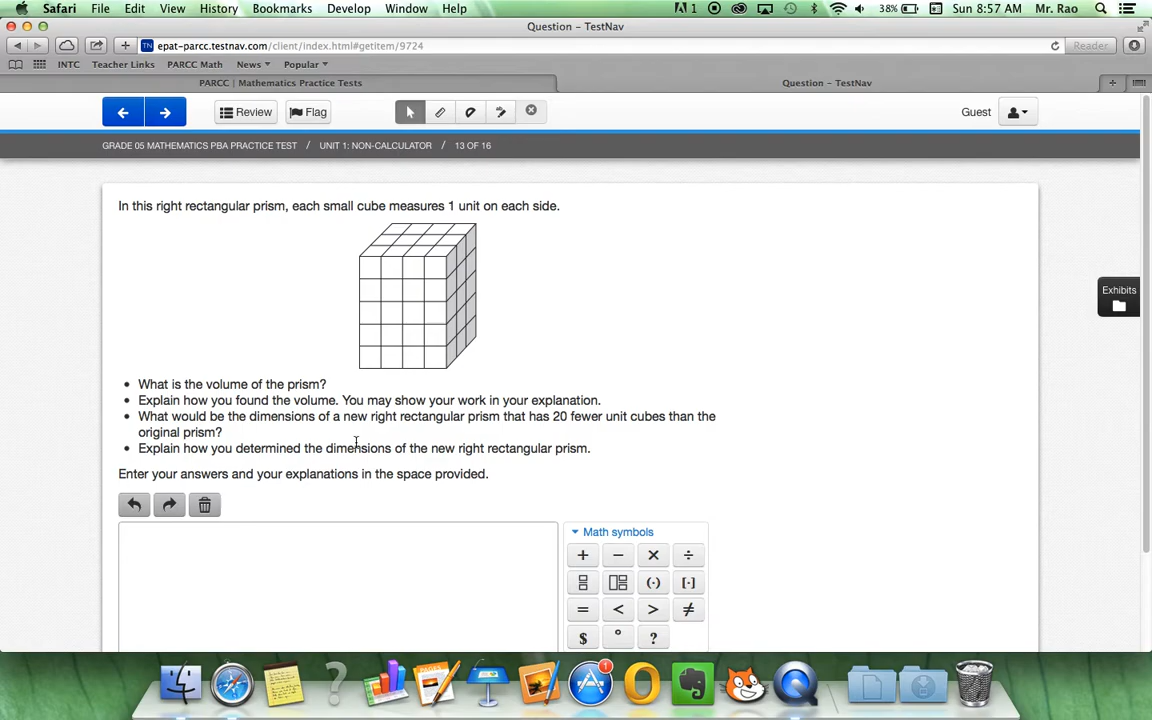 Safari File Edit View History Bookmarks Develop Window Help 38% Sun 8:57 AM Mr. Rao
Question – TestNav
epat-parcc.testnav.com/client/index.html#getitem/9724 Reader
INTC Teacher Links PARCC Math News Popular
PARCC | Mathematics Practice Tests Question – TestNav
Review Flag Guest
GRADE 05 MATHEMATICS PBA PRACTICE TEST / UNIT 1: NON-CALCULATOR / 13 OF 16
In this right rectangular prism, each small cube measures 1 unit on each side.
Exhibits
• What is the volume of the prism?
• Explain how you found the volume. You may show your work in your explanation.
• What would be the dimensions of a new right rectangular prism that has 20 fewer unit cubes than the
original prism?
• Explain how you determined the dimensions of the new right rectangular prism.
Enter your answers and your explanations in the space provided.
Math symbols
+ − × ÷
(·) [·]
= < > ≠
$ ° ?